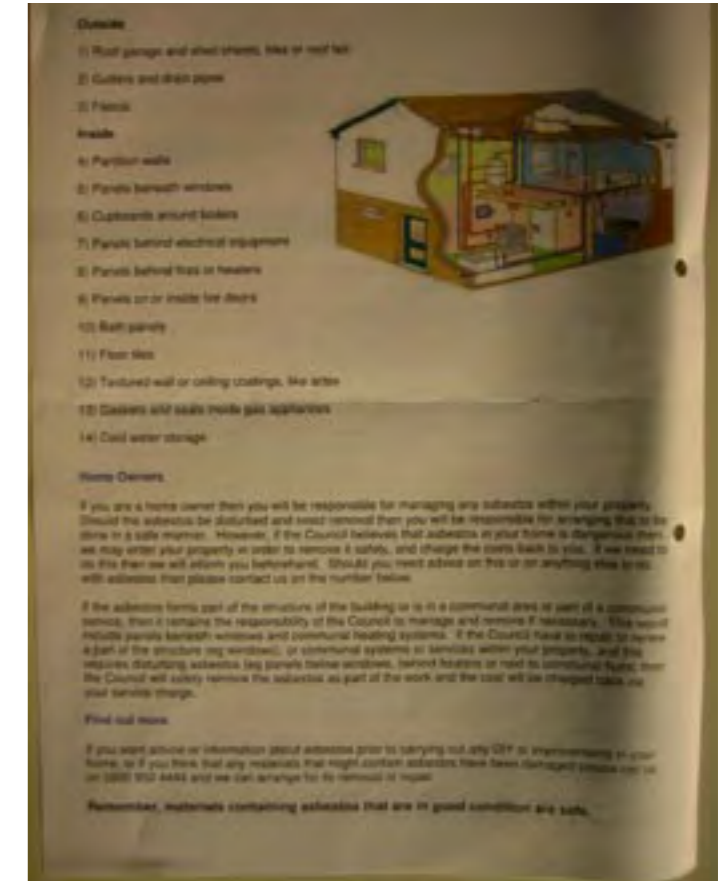 Outside
1) Roof garage and shed sheets, tiles or roof felt
2) Gutters and drain pipes
3) Fascia
Inside
4) Partition walls
5) Panels beneath windows
6) Cupboards around boilers
7) Panels behind electrical equipment
8) Panels behind fires or heaters
9) Panels on or inside fire doors
10) Bath panels
11) Floor tiles
12) Textured wall or ceiling coatings, like artex
13) Gaskets and seals inside gas appliances
14) Cold water storage
Home Owners
If you are a home owner then you will be responsible for managing any asbestos within your property.
Should the asbestos be disturbed and need removal then you will be responsible for arranging this to be
done in a safe manner. However, if the Council believes that asbestos in your home is dangerous then
we may enter your property in order to remove it safely, and charge the costs back to you. If we need to
do this then we will inform you beforehand. Should you need advice on this or on anything else to do
with asbestos then please contact us on the number below.
If the asbestos forms part of the structure of the building or is in a communal area or part of a communal
service, then it remains the responsibility of the Council to manage and remove if necessary. This would
include panels beneath windows and communal heating systems. If the Council have to repair or renew
a part of the structure (eg windows), or communal systems or services within your property, and this
requires disturbing asbestos (eg panels below windows, behind heaters or next to communal flues), then
the Council will safely remove the asbestos as part of the work and the cost will be charged back via
your service charge.
Find out more
If you want advice or information about asbestos prior to carrying out any DIY or improvements in your
home, or if you think that any materials that might contain asbestos have been damaged please call us
on and we can arrange for its removal or repair.
Remember, materials containing asbestos that are in good condition are safe.